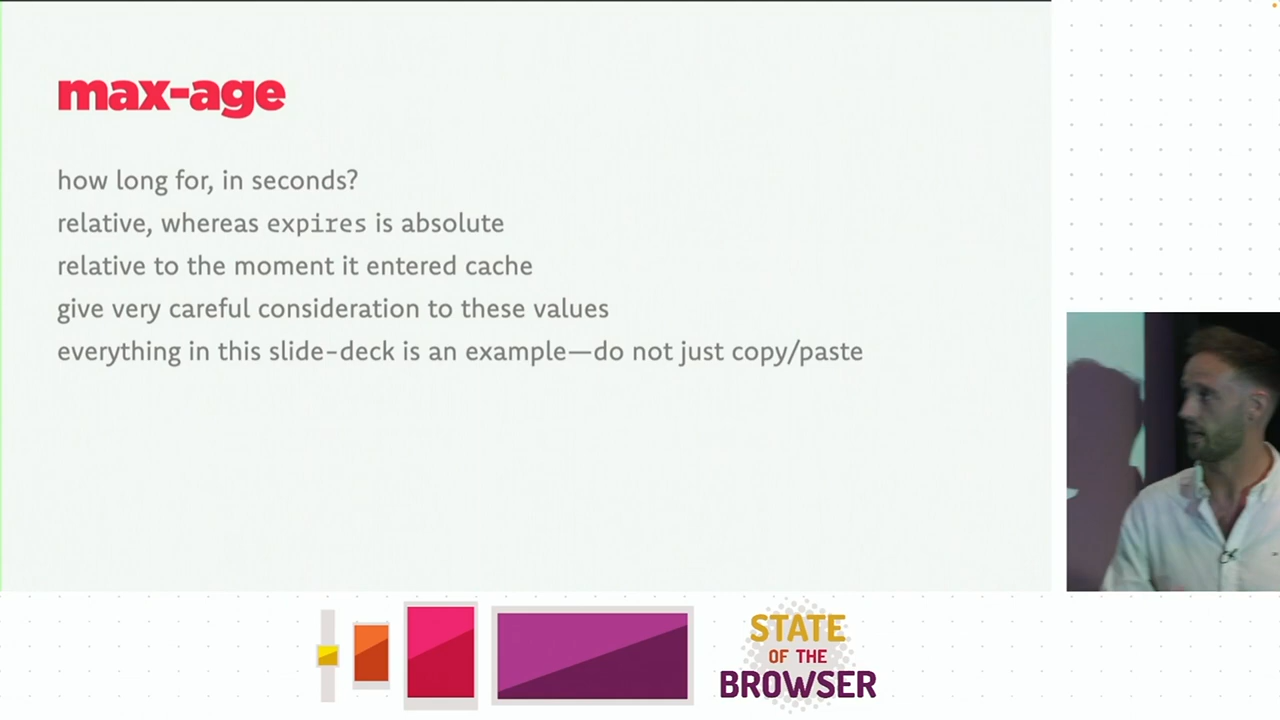 max-age
how long for, in seconds?
relative, whereas expires is absolute
relative to the moment it entered cache
give very careful consideration to these values
everything in this slide-deck is an example—do not just copy/paste
STATE
OF THE
BROWSER